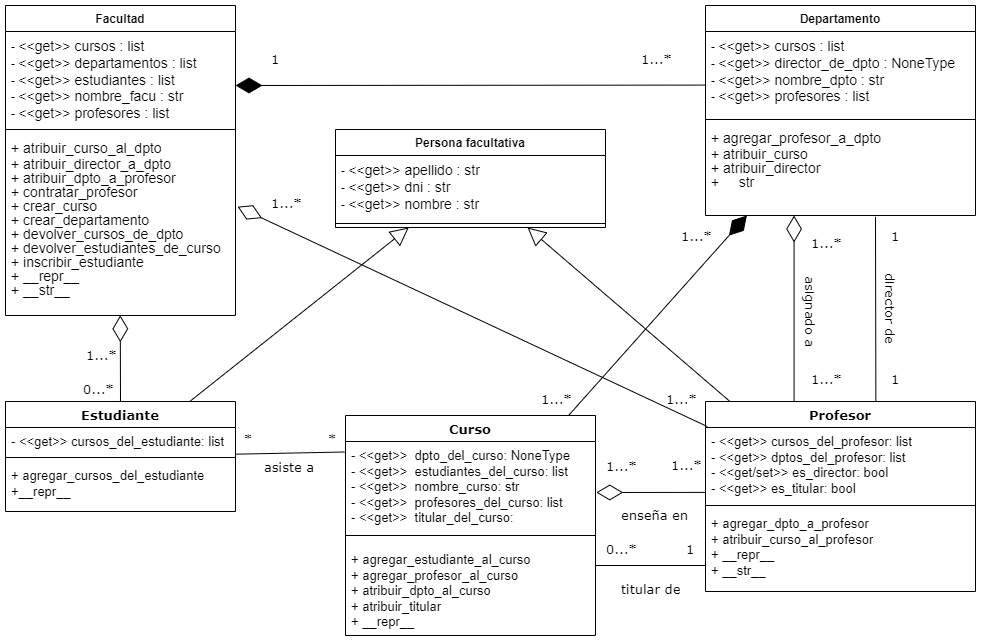 Facultad
- <<get>> cursos : list
- <<get>> departamentos : list
- <<get>> estudiantes : list
- <<get>> nombre_facu : str
- <<get>> profesores : list
+ atribuir_curso_al_dpto
+ atribuir_director_a_dpto
+ atribuir_dpto_a_profesor
+ contratar_profesor
+ crear_curso
+ crear_departamento
+ devolver_cursos_de_dpto
+ devolver_estudiantes_de_curso
+ inscribir_estudiante
+ __repr__
+ __str__
1
1...*
Departamento
- <<get>> cursos : list
- <<get>> director_de_dpto : NoneType
- <<get>> nombre_dpto : str
- <<get>> profesores : list
+ agregar_profesor_a_dpto
+ atribuir_curso
+ atribuir_director
+ str
Persona facultativa
- <<get>> apellido : str
- <<get>> dni : str
- <<get>> nombre : str
1...*
1...*
1...*
1
asignado a
director de
1...*
0...*
1...*
1...*
1...*
1
Estudiante
- <<get>> cursos_del_estudiante: list
+ agregar_cursos_del_estudiante
+__repr__
*
*
asiste a
Curso
- <<get>> dpto_del_curso: NoneType
- <<get>> estudiantes_del_curso: list
- <<get>> nombre_curso: str
- <<get>> profesores_del_curso: list
- <<get>> titular_del_curso:
+ agregar_estudiante_al_curso
+ agregar_profesor_al_curso
+ atribuir_dpto_al_curso
+ atribuir_titular
+ __repr__
1...*
1...*
enseña en
0...*
1
titular de
Profesor
- <<get>> cursos_del_profesor: list
- <<get>> dptos_del_profesor: list
- <<get/set>> es_director: bool
- <<get>> es_titular: bool
+ agregar_dpto_a_profesor
+ atribuir_curso_al_profesor
+ __repr__
+ __str__